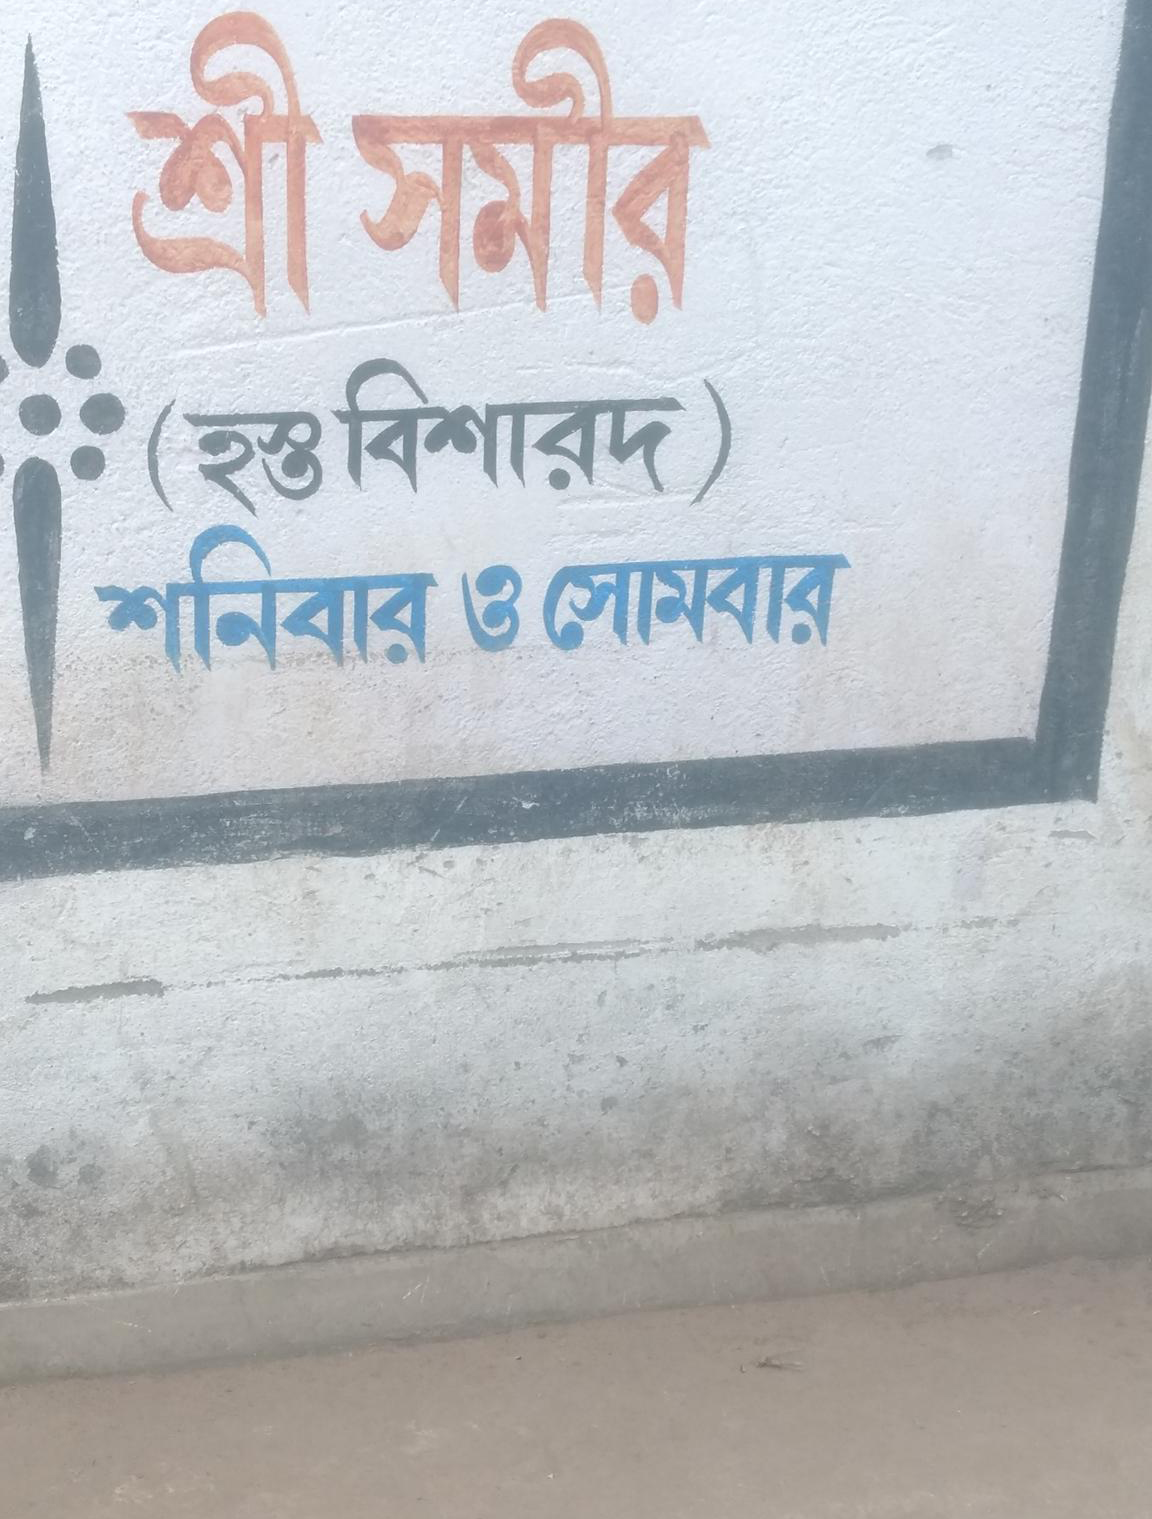 শ্রী সমীর
( হস্ত বিশারদ )
শনিবার ও সোমবার